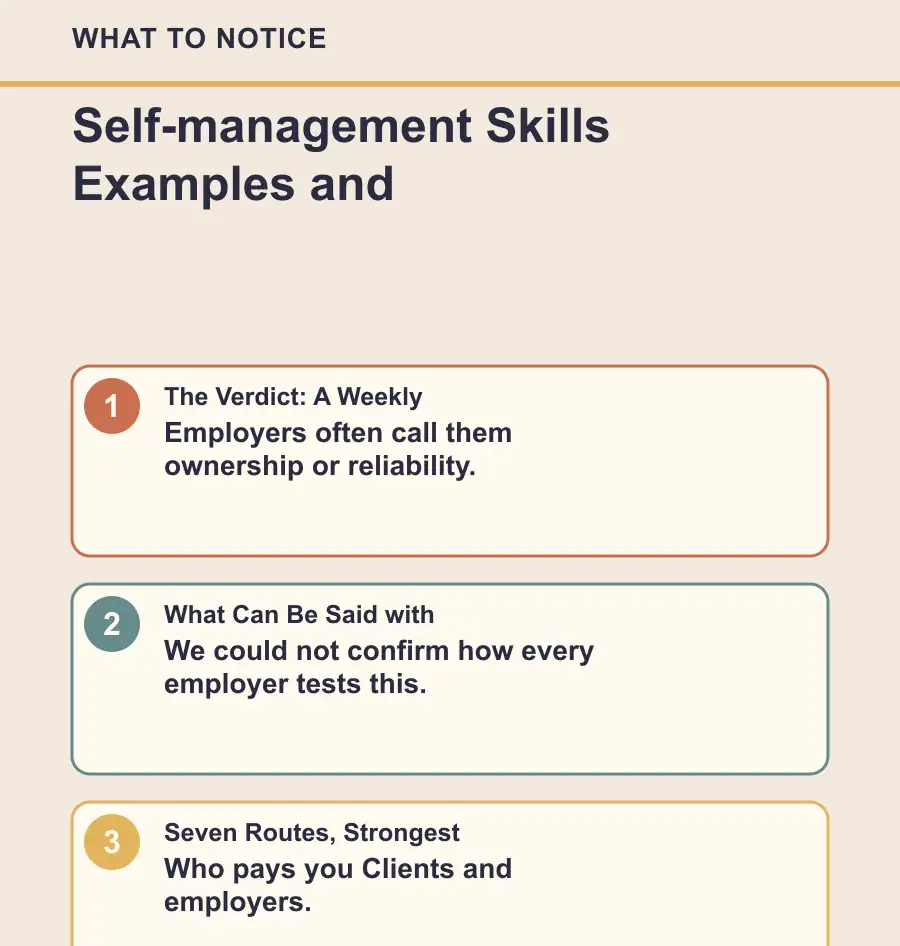 WHAT TO NOTICE
Self-management Skills
Examples and
1
The Verdict: A Weekly
Employers often call them
ownership or reliability.
2
What Can Be Said with
We could not confirm how every
employer tests this.
3
Seven Routes, Strongest
Who pays you Clients and
employers.